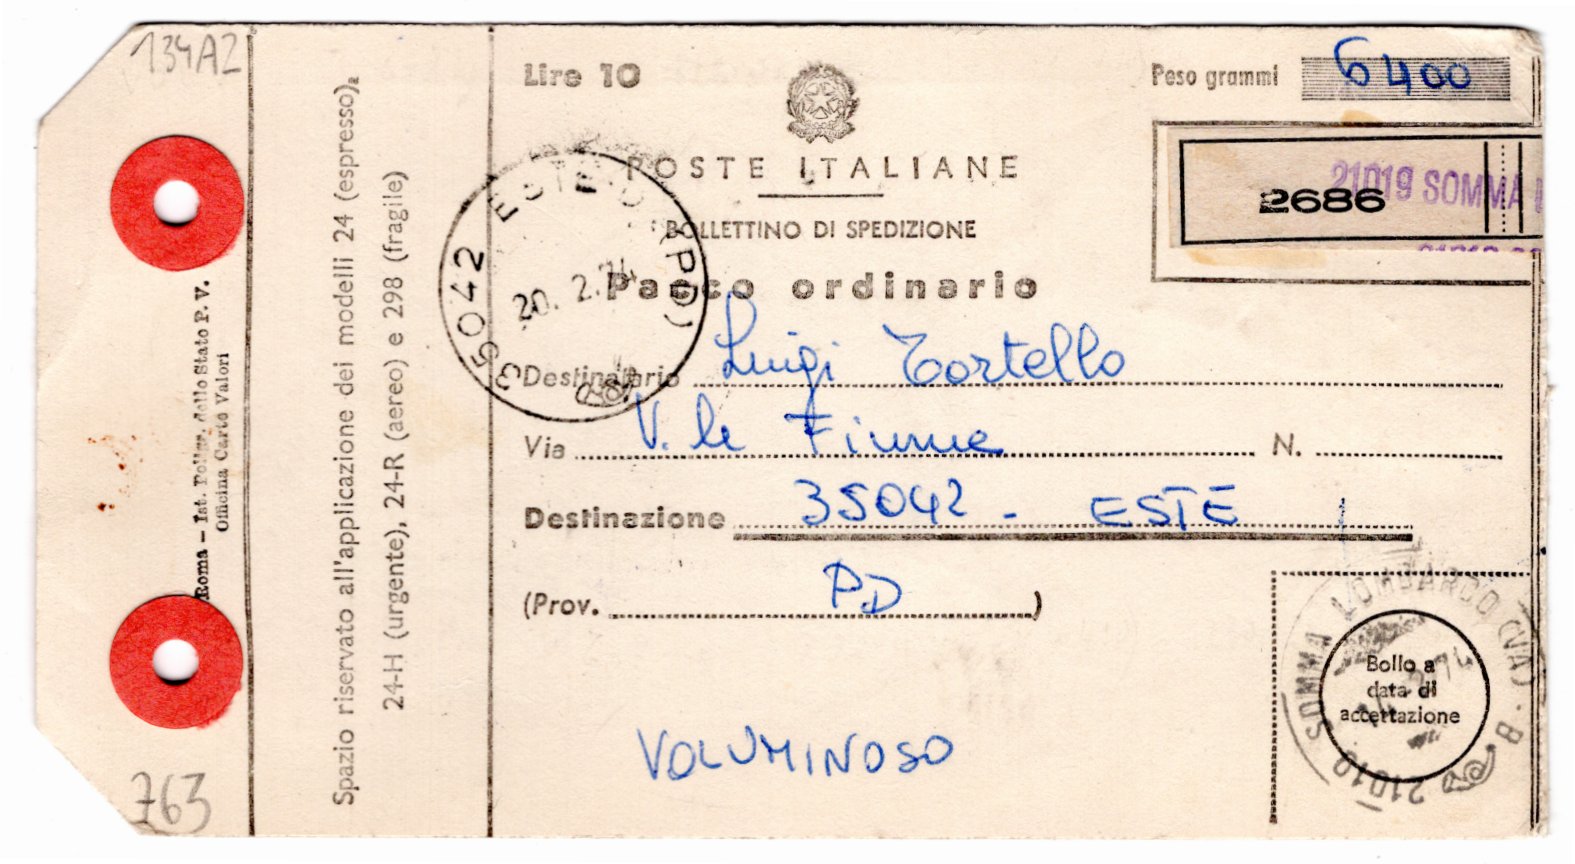 134A2
Lire 10
Peso grammi 6400
POSTE ITALIANE
21019 SOMMA
2686
BOLLETTINO DI SPEDIZIONE
Pacco ordinario
35042 ESTE (PD)
20. 2.74
Destinatario Luigi Tortello
Via V.le Fiume N.
Destinazione 35042 - ESTE
(Prov. PD )
VOLUMINOSO
Bollo a
data di
accettazione
21019 SOMMA LOMBARDO (VA) · B
Spazio riservato all'applicazione dei modelli 24 (espresso),
24-H (urgente), 24-R (aereo) e 298 (fragile)
Roma - Ist. Poligr. dello Stato P. V.
Officina Carte Valori
763